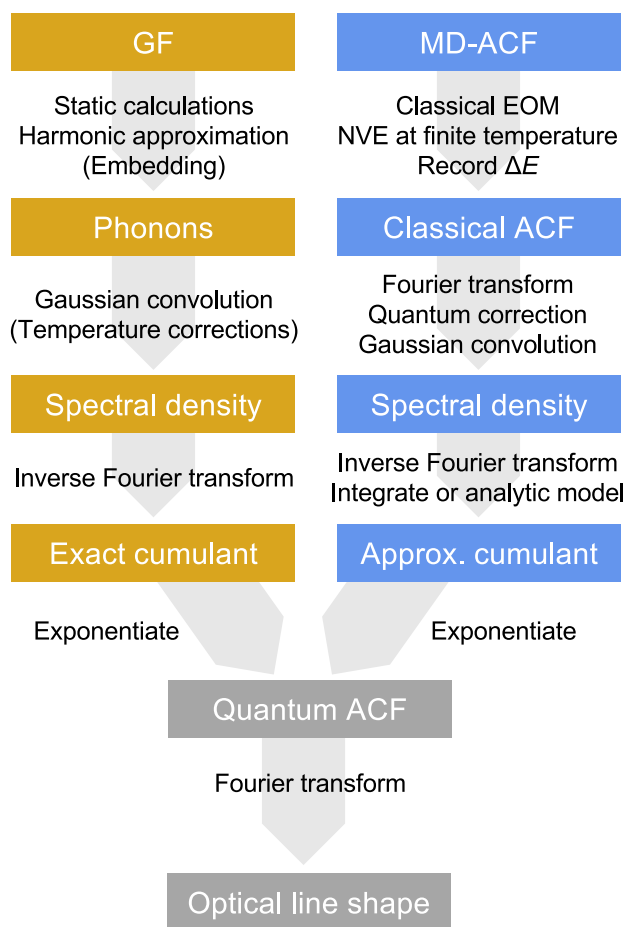 GF
Static calculations
Harmonic approximation
(Embedding)
Phonons
Gaussian convolution
(Temperature corrections)
Spectral density
Inverse Fourier transform
Exact cumulant
Exponentiate
MD-ACF
Classical EOM
NVE at finite temperature
Record ΔE
Classical ACF
Fourier transform
Quantum correction
Gaussian convolution
Spectral density
Inverse Fourier transform
Integrate or analytic model
Approx. cumulant
Exponentiate
Quantum ACF
Fourier transform
Optical line shape